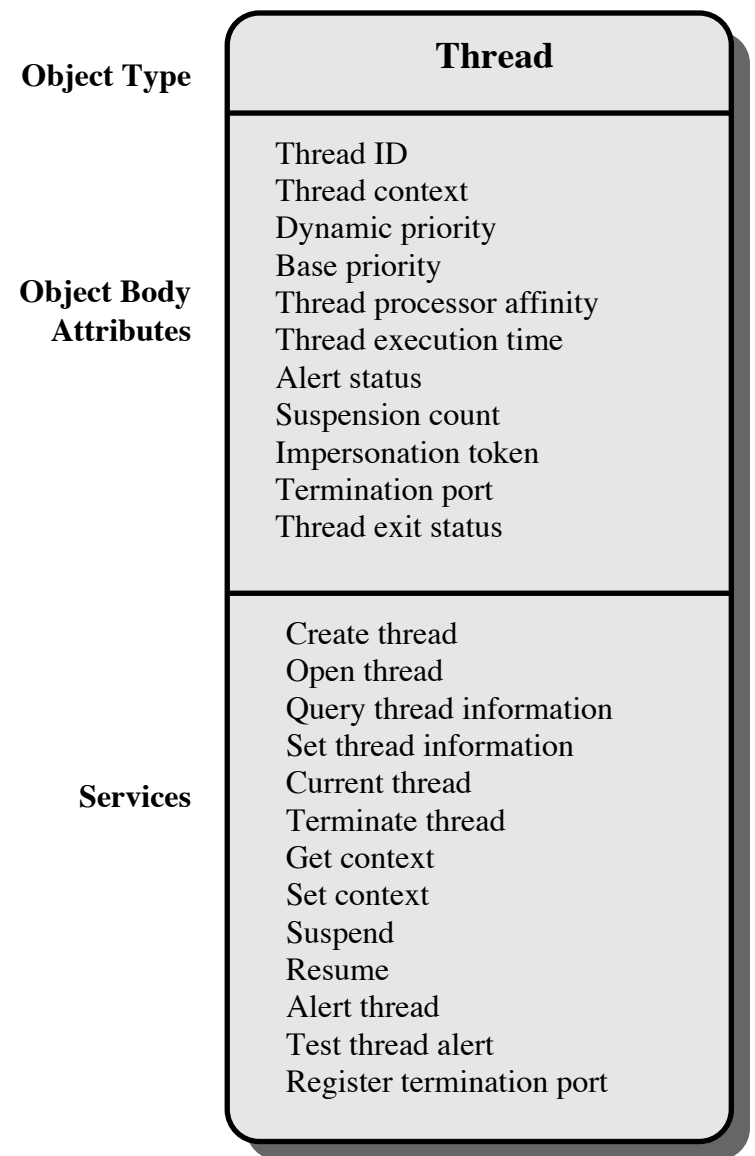 Object Type
Thread
Object Body
Attributes
Thread ID
Thread context
Dynamic priority
Base priority
Thread processor affinity
Thread execution time
Alert status
Suspension count
Impersonation token
Termination port
Thread exit status
Services
Create thread
Open thread
Query thread information
Set thread information
Current thread
Terminate thread
Get context
Set context
Suspend
Resume
Alert thread
Test thread alert
Register termination port